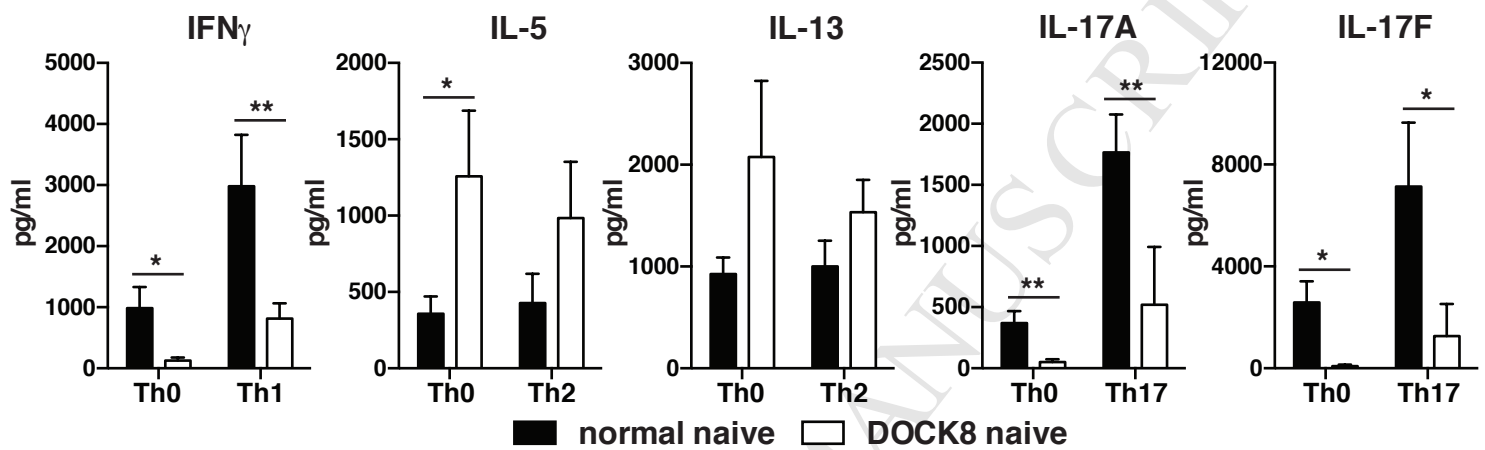 IFNγ
IL-5
IL-13
IL-17A
IL-17F
5000
4000
3000
2000
1000
0
pg/ml
*
**
Th0
Th1
2000
1500
1000
500
0
pg/ml
*
Th0
Th2
3000
2000
1000
0
pg/ml
Th0
Th2
2500
2000
1500
1000
500
0
pg/ml
**
**
Th0
Th17
12000
8000
4000
0
pg/ml
*
*
Th0
Th17
normal naive
DOCK8 naive